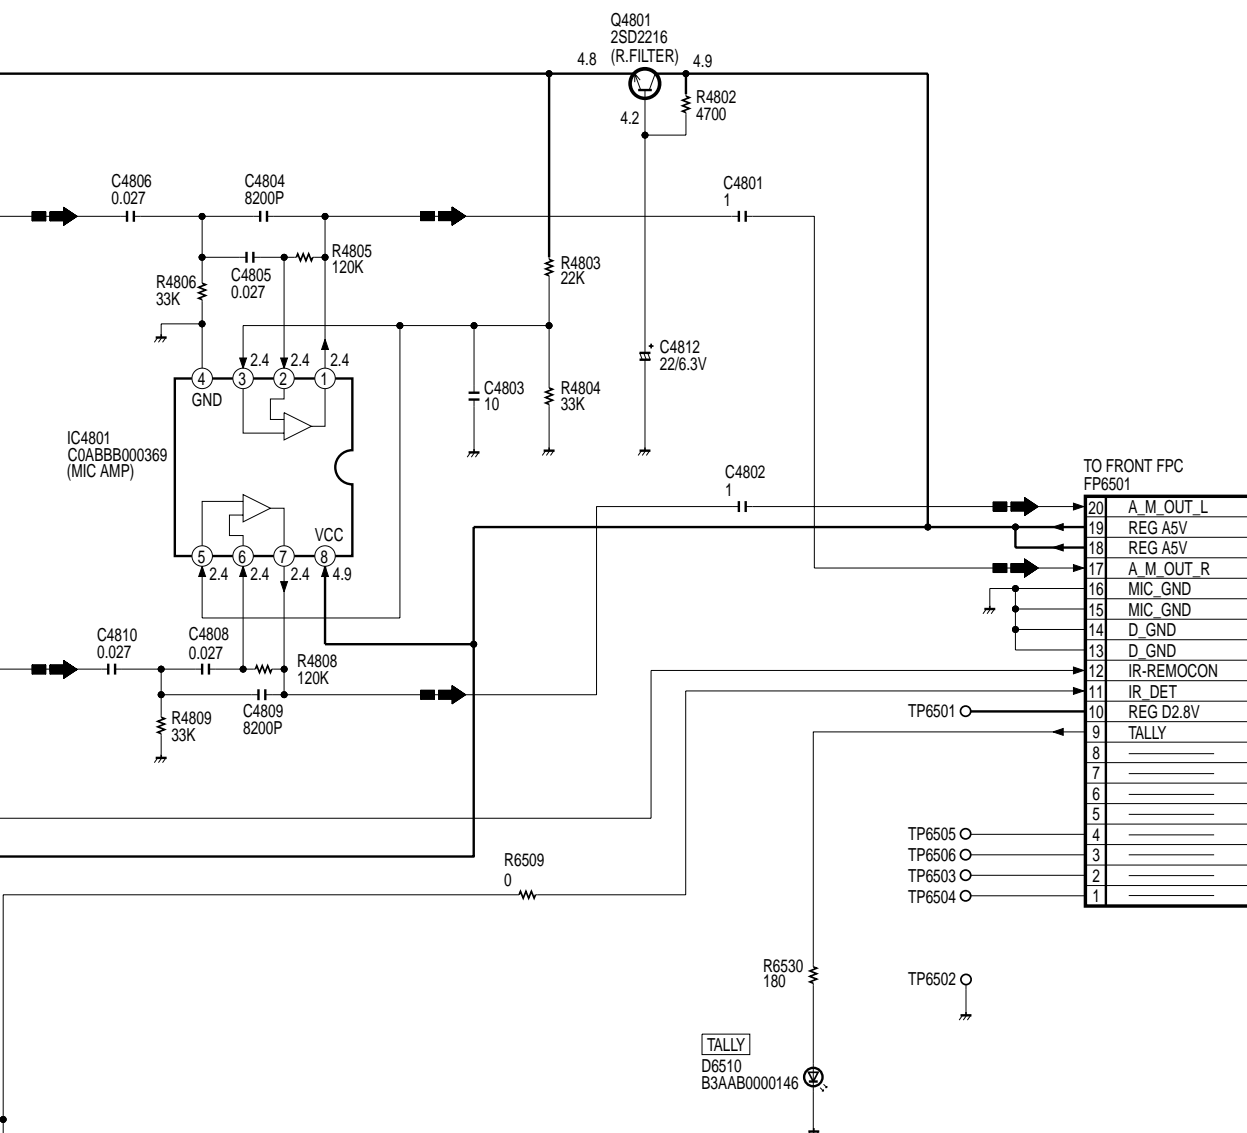 Q4801
2SD2216
(R.FILTER)
4.8
4.9
4.2
R4802
4700
C4806
0.027
C4804
8200P
C4801
1
R4805
120K
C4805
0.027
R4806
33K
R4803
22K
C4812
22/6.3V
+
2.4
2.4
2.4
4
3
2
1
GND
C4803
10
R4804
33K
IC4801
C0ABBB000369
(MIC AMP)
VCC
5
6
7
8
2.4
2.4
2.4
4.9
C4802
1
TO FRONT FPC
FP6501
20 A_M_OUT_L
19 REG A5V
18 REG A5V
17 A_M_OUT_R
16 MIC_GND
15 MIC_GND
14 D_GND
13 D_GND
12 IR-REMOCON
11 IR_DET
10 REG D2.8V
9 TALLY
8
7
6
5
4
3
2
1
C4810
0.027
C4808
0.027
R4808
120K
C4809
8200P
R4809
33K
TP6501
TP6505
TP6506
TP6503
TP6504
R6509
0
R6530
180
TP6502
TALLY
D6510
B3AAB0000146